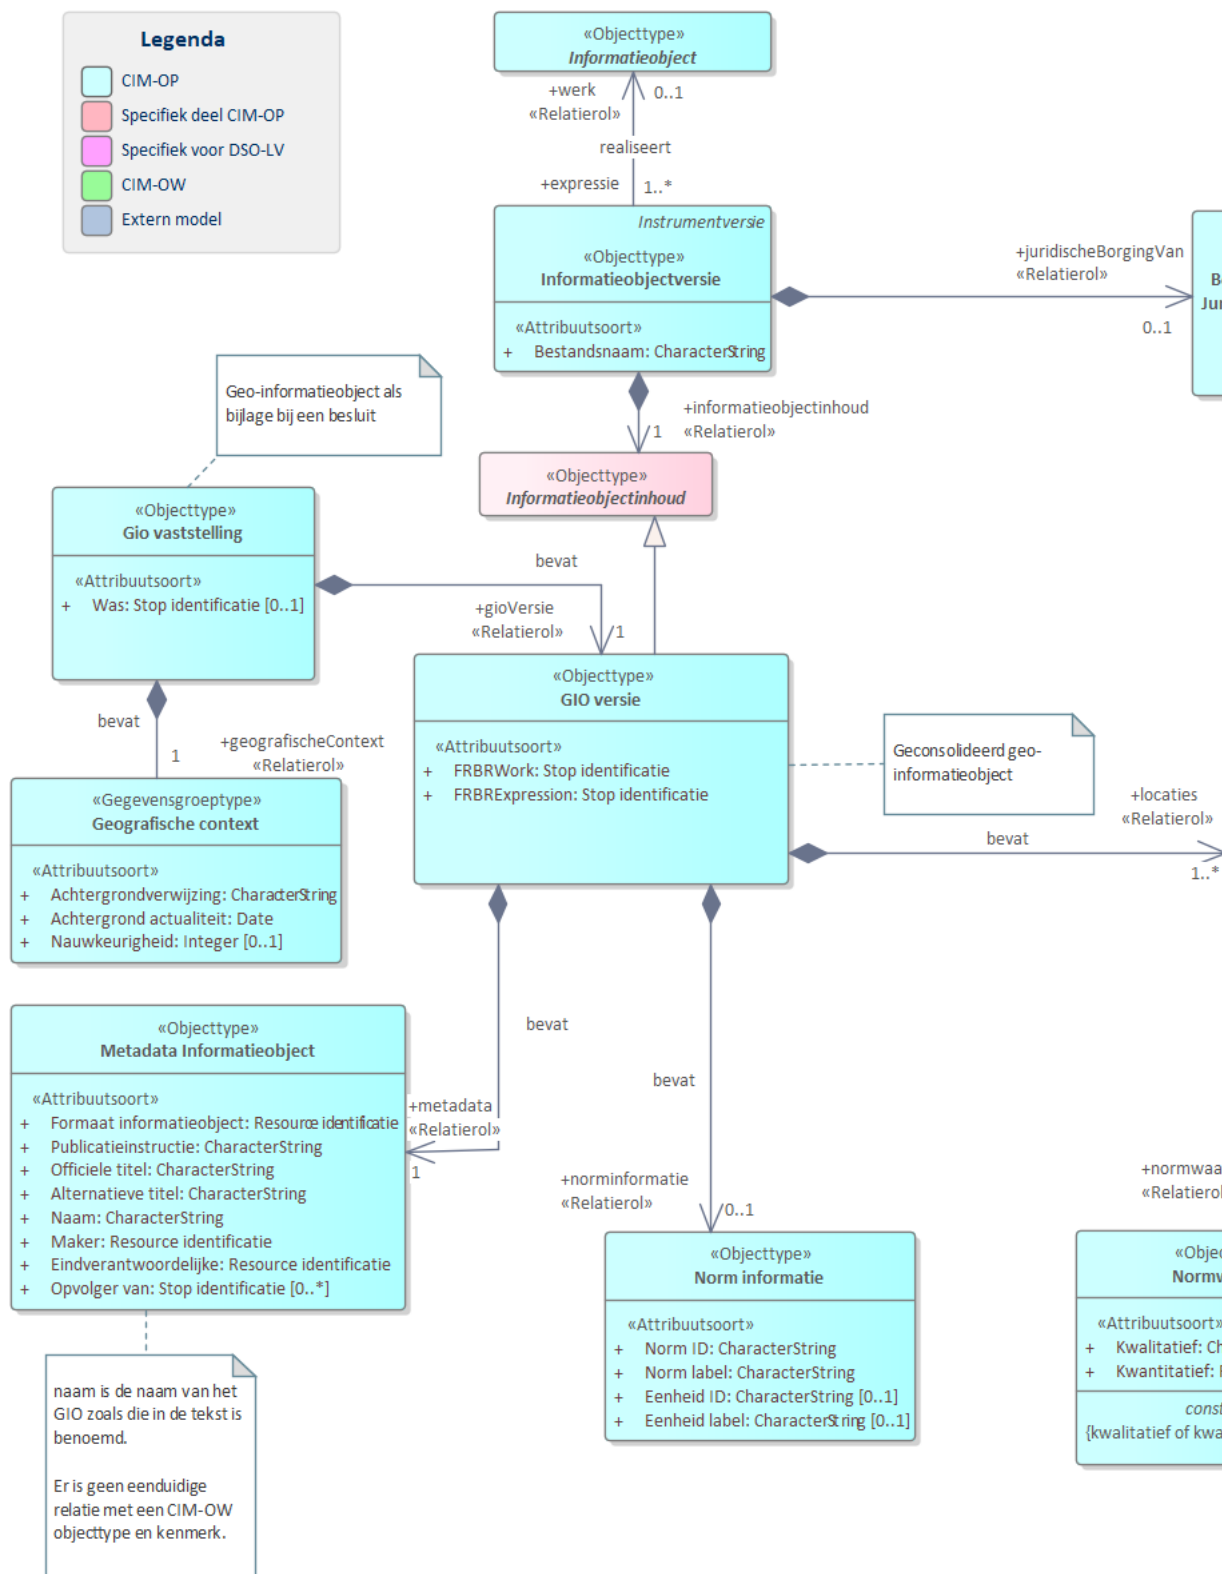 Legenda
CIM-OP
Specifiek deel CIM-OP
Specifiek voor DSO-LV
CIM-OW
Extern model
«Objecttype»
Informatieobject
+werk
«Relatierol»
0..1
realiseert
+expressie
1..*
Instrumentversie
«Objecttype»
Informatieobjectversie
«Attribuutsoort»
+ Bestandsnaam: CharacterString
+juridischeBorgingVan
«Relatierol»
0..1
Geo-informatieobject als
bijlage bij een besluit
+informatieobjectinhoud
«Relatierol»
1
«Objecttype»
Informatieobjectinhoud
«Objecttype»
Gio vaststelling
«Attribuutsoort»
+ Was: Stop identificatie [0..1]
bevat
+gioVersie
«Relatierol»
1
«Objecttype»
GIO versie
«Attribuutsoort»
+ FRBRWork: Stop identificatie
+ FRBRExpression: Stop identificatie
bevat
1
+geografischeContext
«Relatierol»
«Gegevensgroeptype»
Geografische context
«Attribuutsoort»
+ Achtergrondverwijzing: CharacterString
+ Achtergrond actualiteit: Date
+ Nauwkeurigheid: Integer [0..1]
Geconsolideerd geo-
informatieobject
+locaties
«Relatierol»
bevat
1..*
«Objecttype»
Metadata Informatieobject
«Attribuutsoort»
+ Formaat informatieobject: Resource identificatie
+ Publicatieinstructie: CharacterString
+ Officiele titel: CharacterString
+ Alternatieve titel: CharacterString
+ Naam: CharacterString
+ Maker: Resource identificatie
+ Eindverantwoordelijke: Resource identificatie
+ Opvolger van: Stop identificatie [0..*]
bevat
+metadata
«Relatierol»
1
bevat
+norminformatie
«Relatierol»
0..1
«Objecttype»
Norm informatie
«Attribuutsoort»
+ Norm ID: CharacterString
+ Norm label: CharacterString
+ Eenheid ID: CharacterString [0..1]
+ Eenheid label: CharacterString [0..1]
«Attribuutsoort»
+ Kwalitatief:
+ Kwantitatief:
{kwalitatief of
naam is de naam van het
GIO zoals die in de tekst is
benoemd.
Er is geen eenduidige
relatie met een CIM-OW
objecttype en kenmerk.